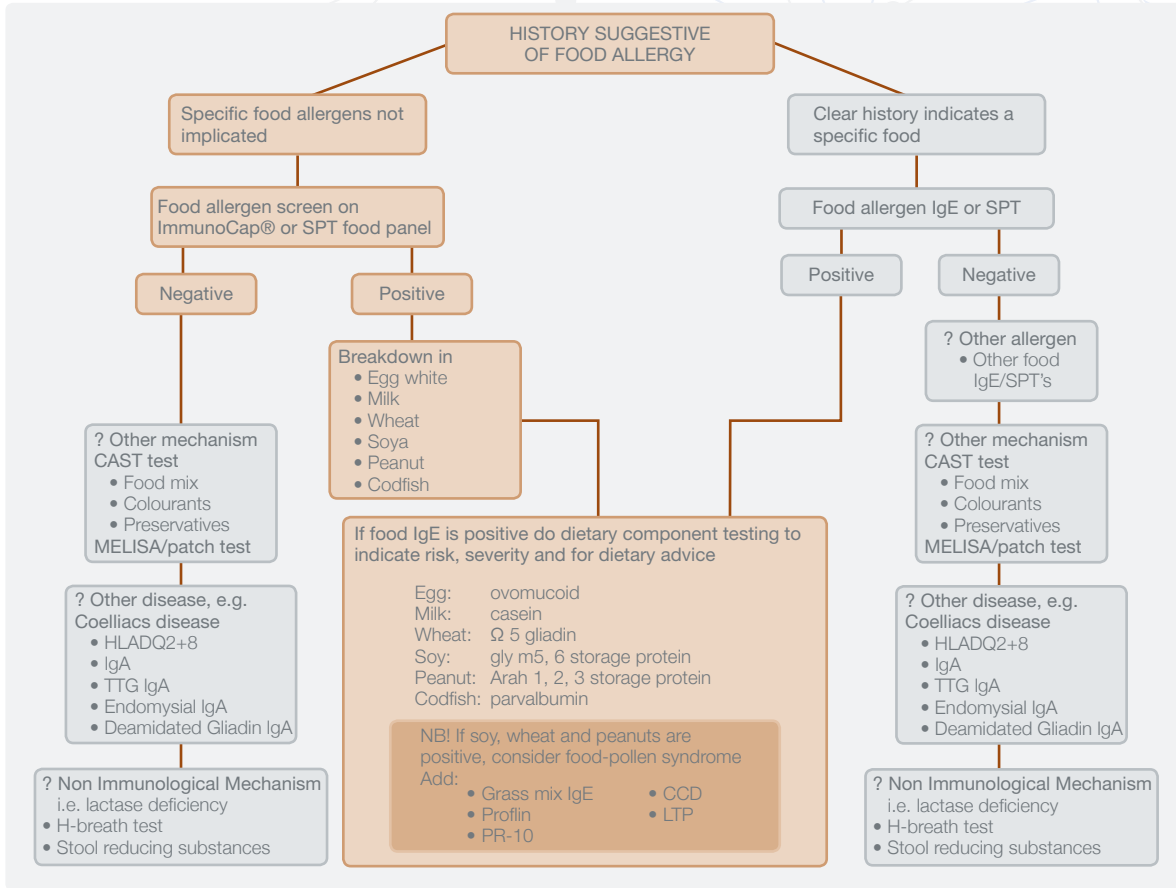 HISTORY SUGGESTIVE
OF FOOD ALLERGY
Specific food allergens not
implicated
Food allergen screen on
ImmunoCap® or SPT food panel
Negative
Positive
Breakdown in
• Egg white
• Milk
• Wheat
• Soya
• Peanut
• Codfish
? Other mechanism
CAST test
• Food mix
• Colourants
• Preservatives
MELISA/patch test
? Other disease, e.g.
Coelliacs disease
• HLADQ2+8
• IgA
• TTG IgA
• Endomysial IgA
• Deamidated Gliadin IgA
? Non Immunological Mechanism
i.e. lactase deficiency
• H-breath test
• Stool reducing substances
Clear history indicates a
specific food
Food allergen IgE or SPT
Positive
Negative
If food IgE is positive do dietary component testing to
indicate risk, severity and for dietary advice
Egg: ovomucoid
Milk: casein
Wheat: Ω 5 gliadin
Soy: gly m5, 6 storage protein
Peanut: Arah 1, 2, 3 storage protein
Codfish: parvalbumin
NB! If soy, wheat and peanuts are
positive, consider food-pollen syndrome
Add:
• Grass mix IgE • CCD
• Proflin • LTP
• PR-10
? Other allergen
• Other food
IgE/SPT's
? Other mechanism
CAST test
• Food mix
• Colourants
• Preservatives
MELISA/patch test
? Other disease, e.g.
Coelliacs disease
• HLADQ2+8
• IgA
• TTG IgA
• Endomysial IgA
• Deamidated Gliadin IgA
? Non Immunological Mechanism
i.e. lactase deficiency
• H-breath test
• Stool reducing substances